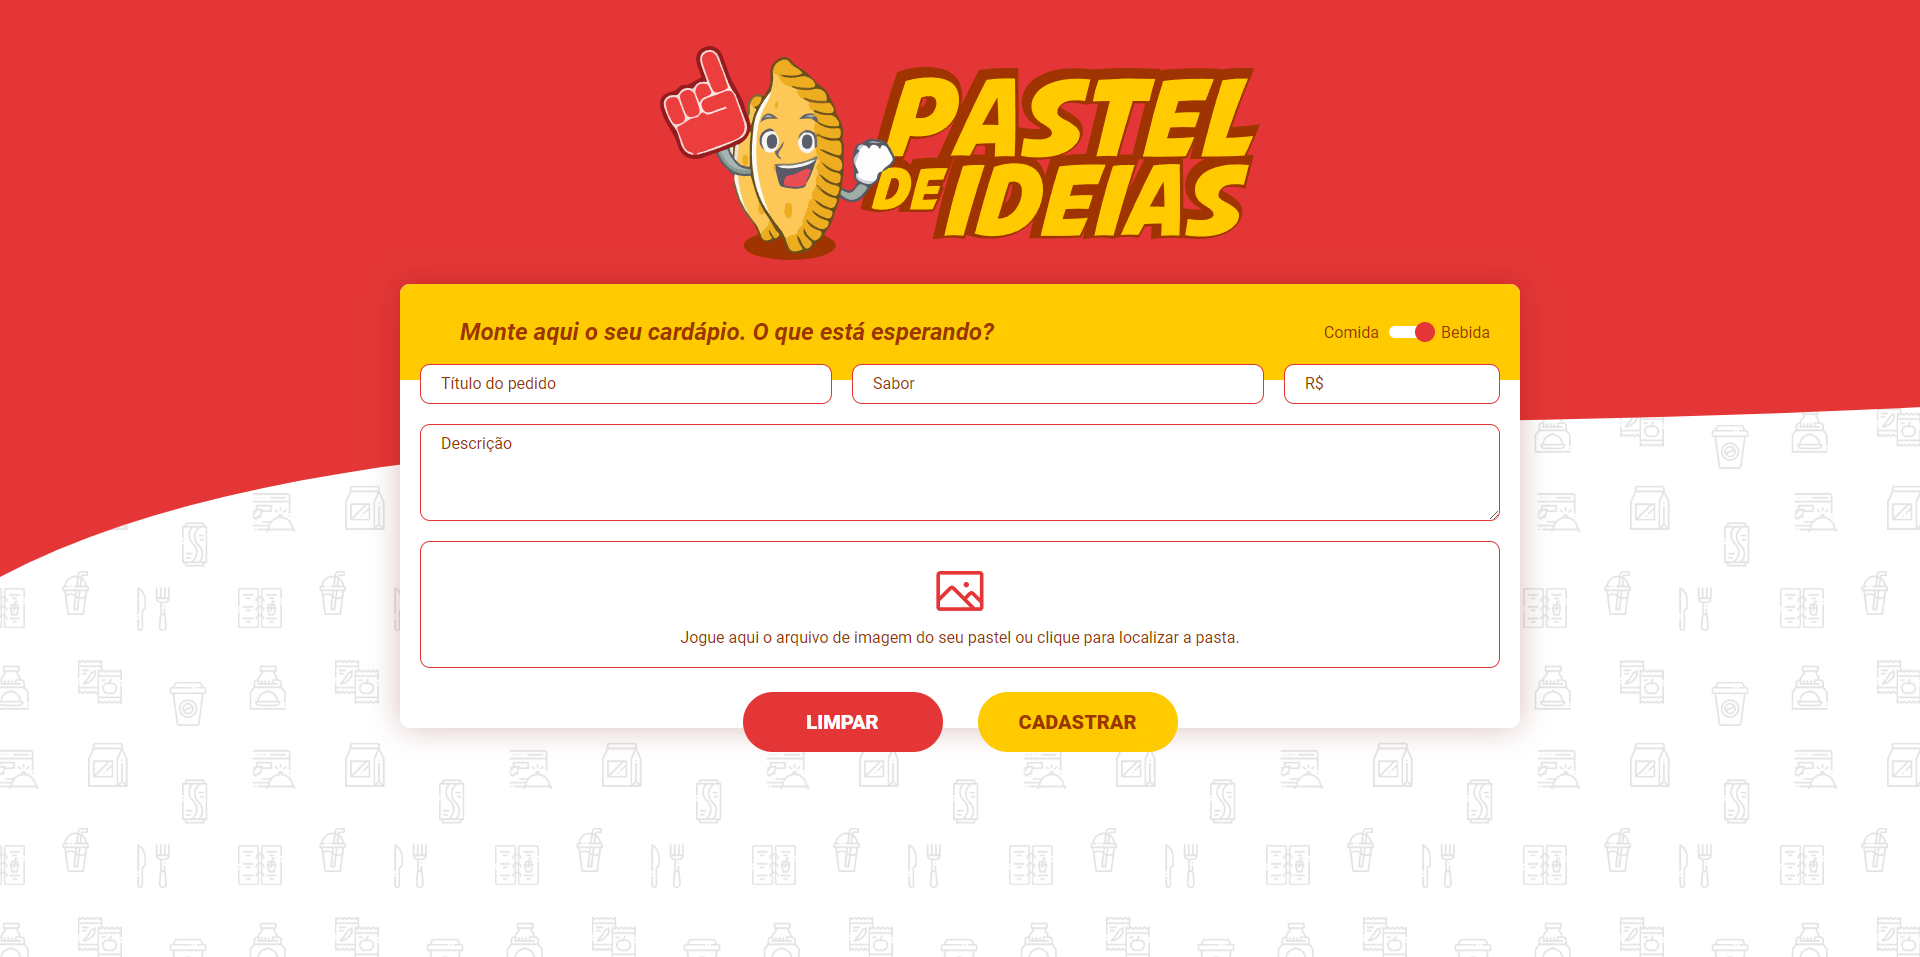 PASTEL
DE IDEIAS
Monte aqui o seu cardápio. O que está esperando?
Comida
Bebida
Título do pedido
Sabor
R$
Descrição
Jogue aqui o arquivo de imagem do seu pastel ou clique para localizar a pasta.
LIMPAR
CADASTRAR